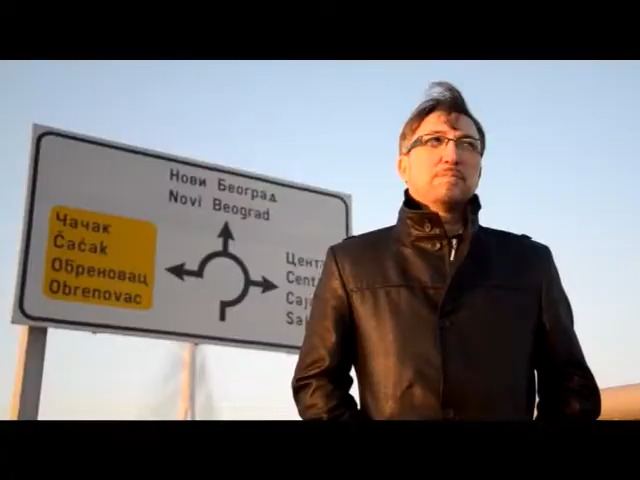 Нови Београд
Novi Beograd
Чачак
Čačak
Обреновац
Obrenovac